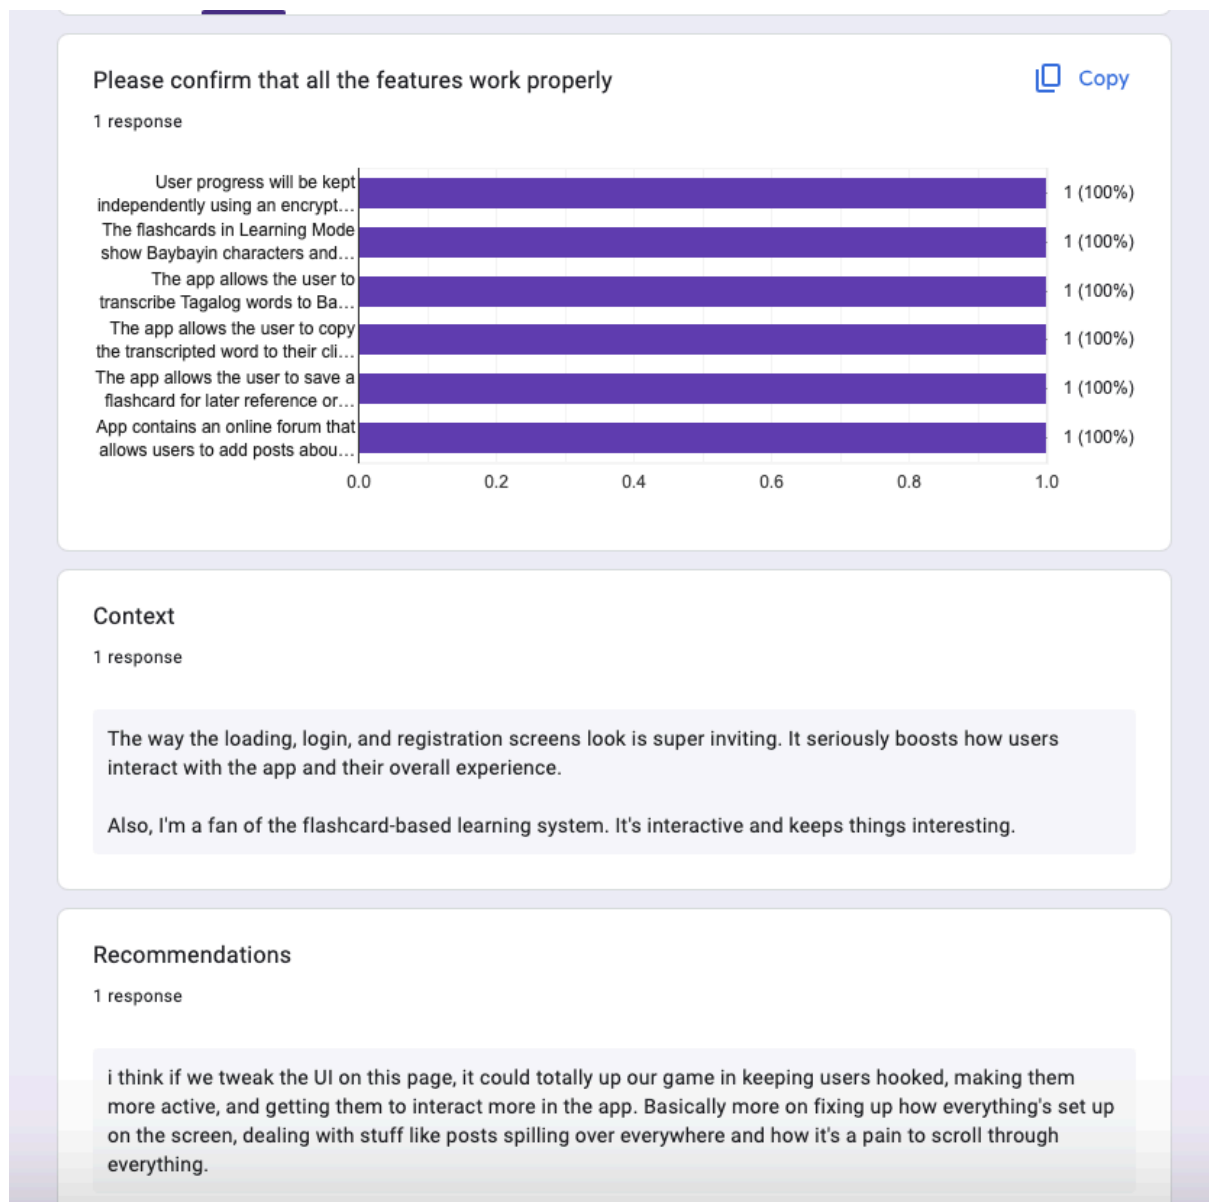 Please confirm that all the features work properly
Copy
1 response
User progress will be kept
independently using an encrypt...
1 (100%)
The flashcards in Learning Mode
show Baybayin characters and...
1 (100%)
The app allows the user to
transcribe Tagalog words to Ba...
1 (100%)
The app allows the user to copy
the transcripted word to their cli...
1 (100%)
The app allows the user to save a
flashcard for later reference or...
1 (100%)
App contains an online forum that
allows users to add posts abou...
1 (100%)
0.0 0.2 0.4 0.6 0.8 1.0
Context
1 response
The way the loading, login, and registration screens look is super inviting. It seriously boosts how users
interact with the app and their overall experience.
Also, I'm a fan of the flashcard-based learning system. It's interactive and keeps things interesting.
Recommendations
1 response
i think if we tweak the UI on this page, it could totally up our game in keeping users hooked, making them
more active, and getting them to interact more in the app. Basically more on fixing up how everything's set up
on the screen, dealing with stuff like posts spilling over everywhere and how it's a pain to scroll through
everything.